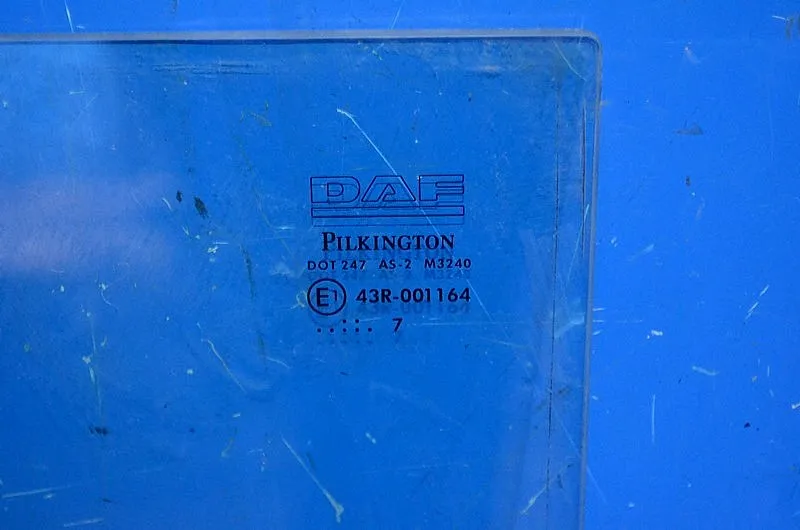 DAF
PILKINGTON
DOT 247 AS-2 M3240
E1 43R-001164
..::. 7